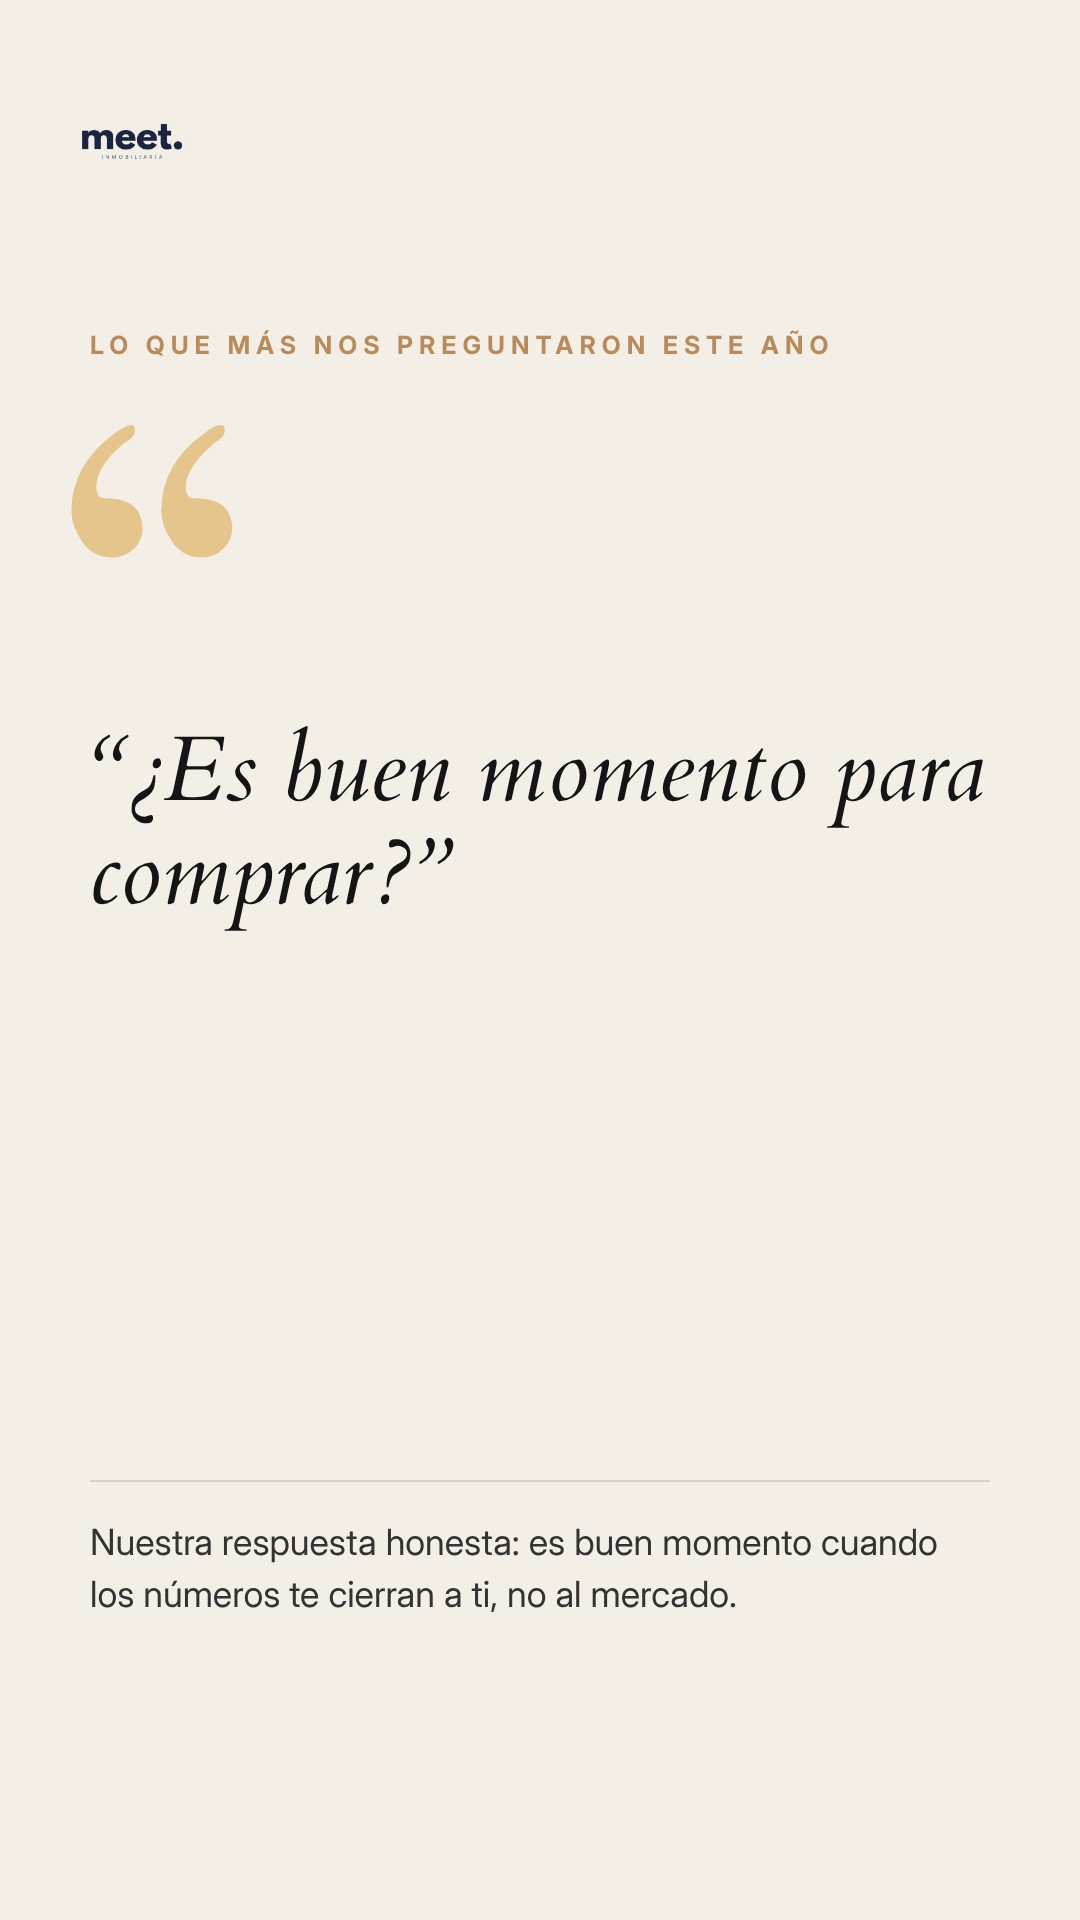 meet.
INMOBILIARIA
LO QUE MÁS NOS PREGUNTARON ESTE AÑO
“
“¿Es buen momento para
comprar?”
Nuestra respuesta honesta: es buen momento cuando
los números te cierran a ti, no al mercado.